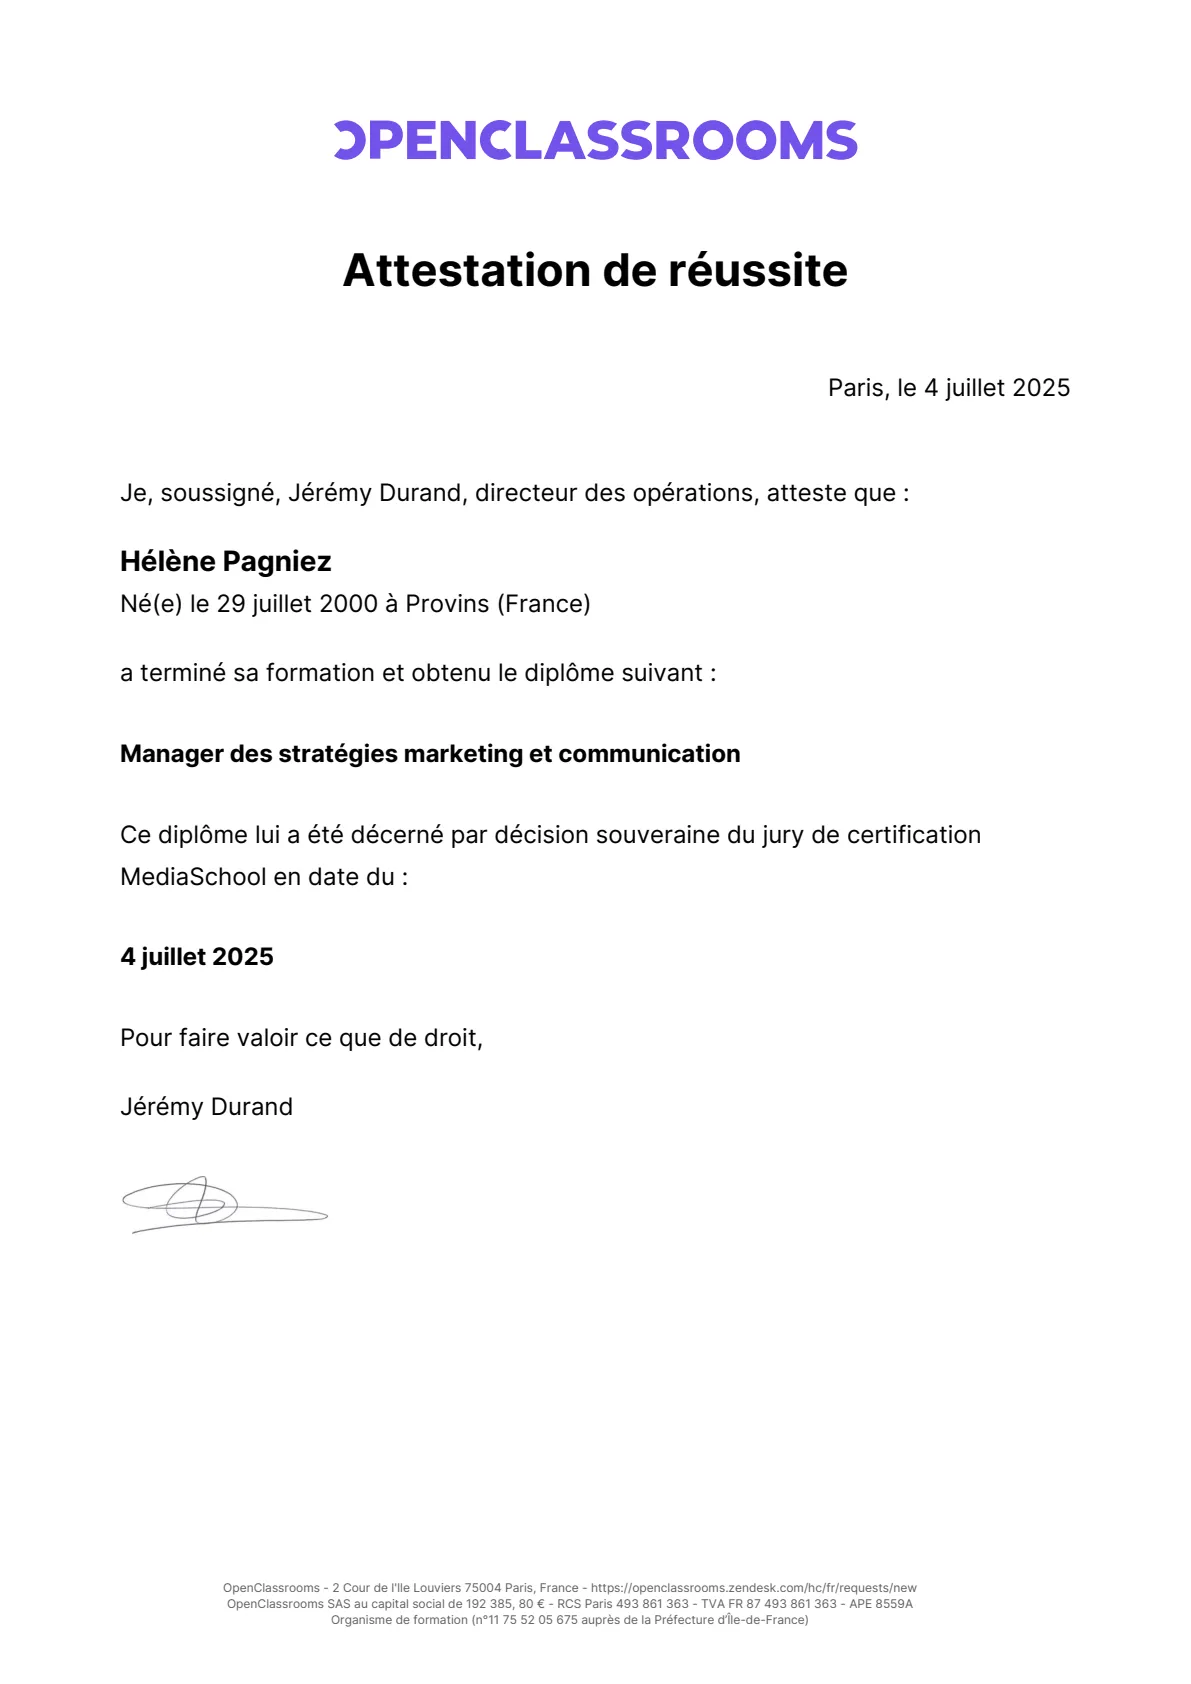 OPENCLASSROOMS
Attestation de réussite
Paris, le 4 juillet 2025
Je, soussigné, Jérémy Durand, directeur des opérations, atteste que :
Hélène Pagniez
Né(e) le 29 juillet 2000 à Provins (France)
a terminé sa formation et obtenu le diplôme suivant :
Manager des stratégies marketing et communication
Ce diplôme lui a été décerné par décision souveraine du jury de certification
MediaSchool en date du :
4 juillet 2025
Pour faire valoir ce que de droit,
Jérémy Durand
OpenClassrooms - 2 Cour de l'Ile Louviers 75004 Paris, France - https://openclassrooms.zendesk.com/hc/fr/requests/new
OpenClassrooms SAS au capital social de 192 385, 80 € - RCS Paris 493 861 363 - TVA FR 87 493 861 363 - APE 8559A
Organisme de formation (n°11 75 52 05 675 auprès de la Préfecture d’Île-de-France)